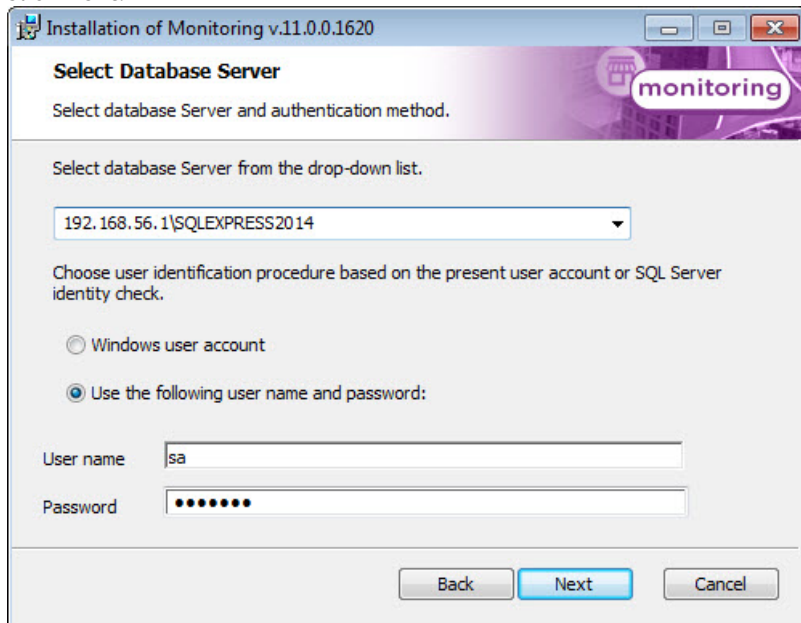 Installation of Monitoring v.11.0.0.1620
Select Database Server
Select database Server and authentication method.
monitoring
Select database Server from the drop-down list.
192.168.56.1\SQLEXPRESS2014
Choose user identification procedure based on the present user account or SQL Server
identity check.
Windows user account
Use the following user name and password:
User name sa
Password •••••••
Back Next Cancel